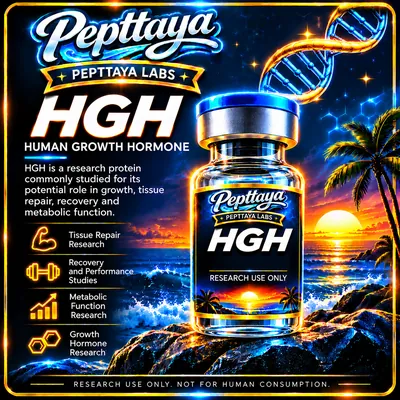 Pepttaya
PEPTTAYA LABS
HGH
HUMAN GROWTH HORMONE
HGH is a research protein
commonly studied for its
potential role in growth, tissue
repair, recovery and
metabolic function.
Tissue Repair
Research
Recovery
and Performance
Studies
Metabolic
Function
Research
Growth
Hormone
Research
Pepttaya
PEPTTAYA LABS
HGH
RESEARCH USE ONLY
RESEARCH USE ONLY. NOT FOR HUMAN CONSUMPTION.